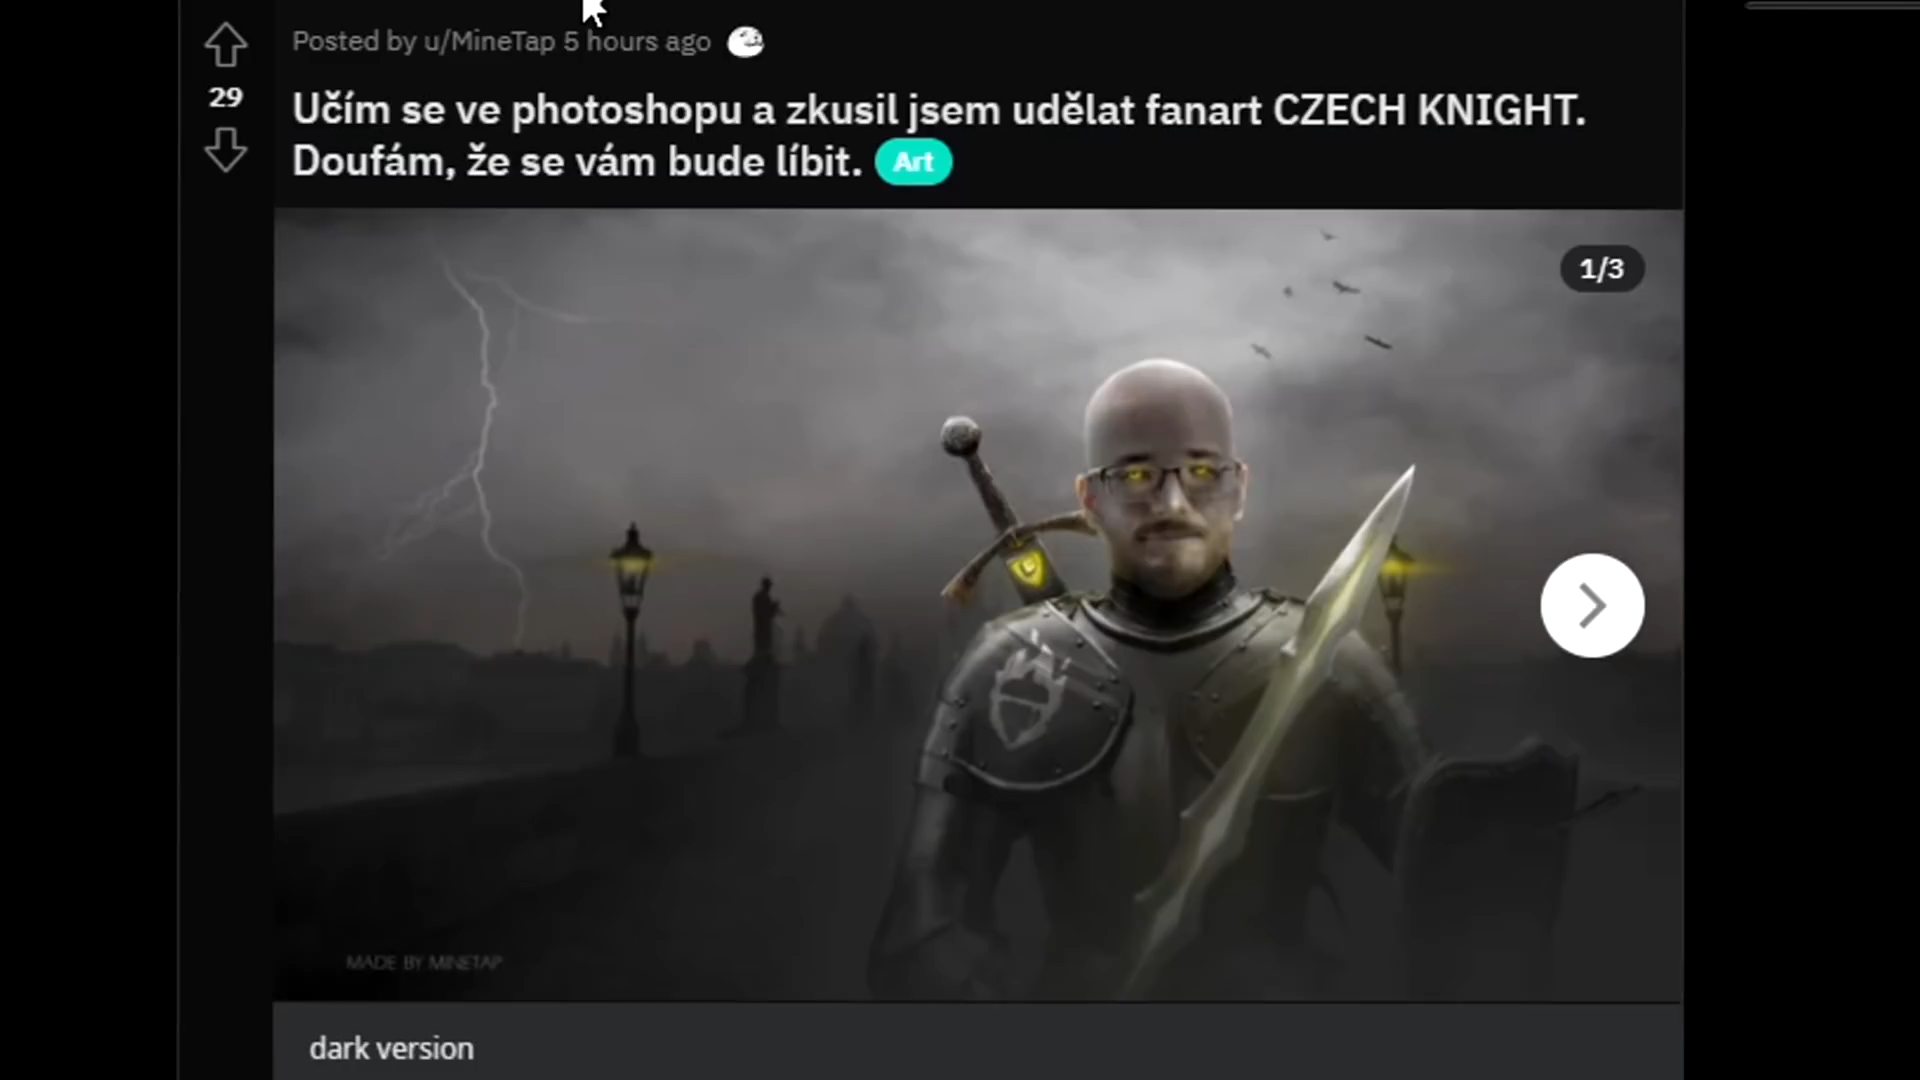 Posted by u/MineTap 5 hours ago
29
Učím se ve photoshopu a zkusil jsem udělat fanart CZECH KNIGHT.
Doufám, že se vám bude líbit. Art
1/3
MADE BY MINETAP
dark version